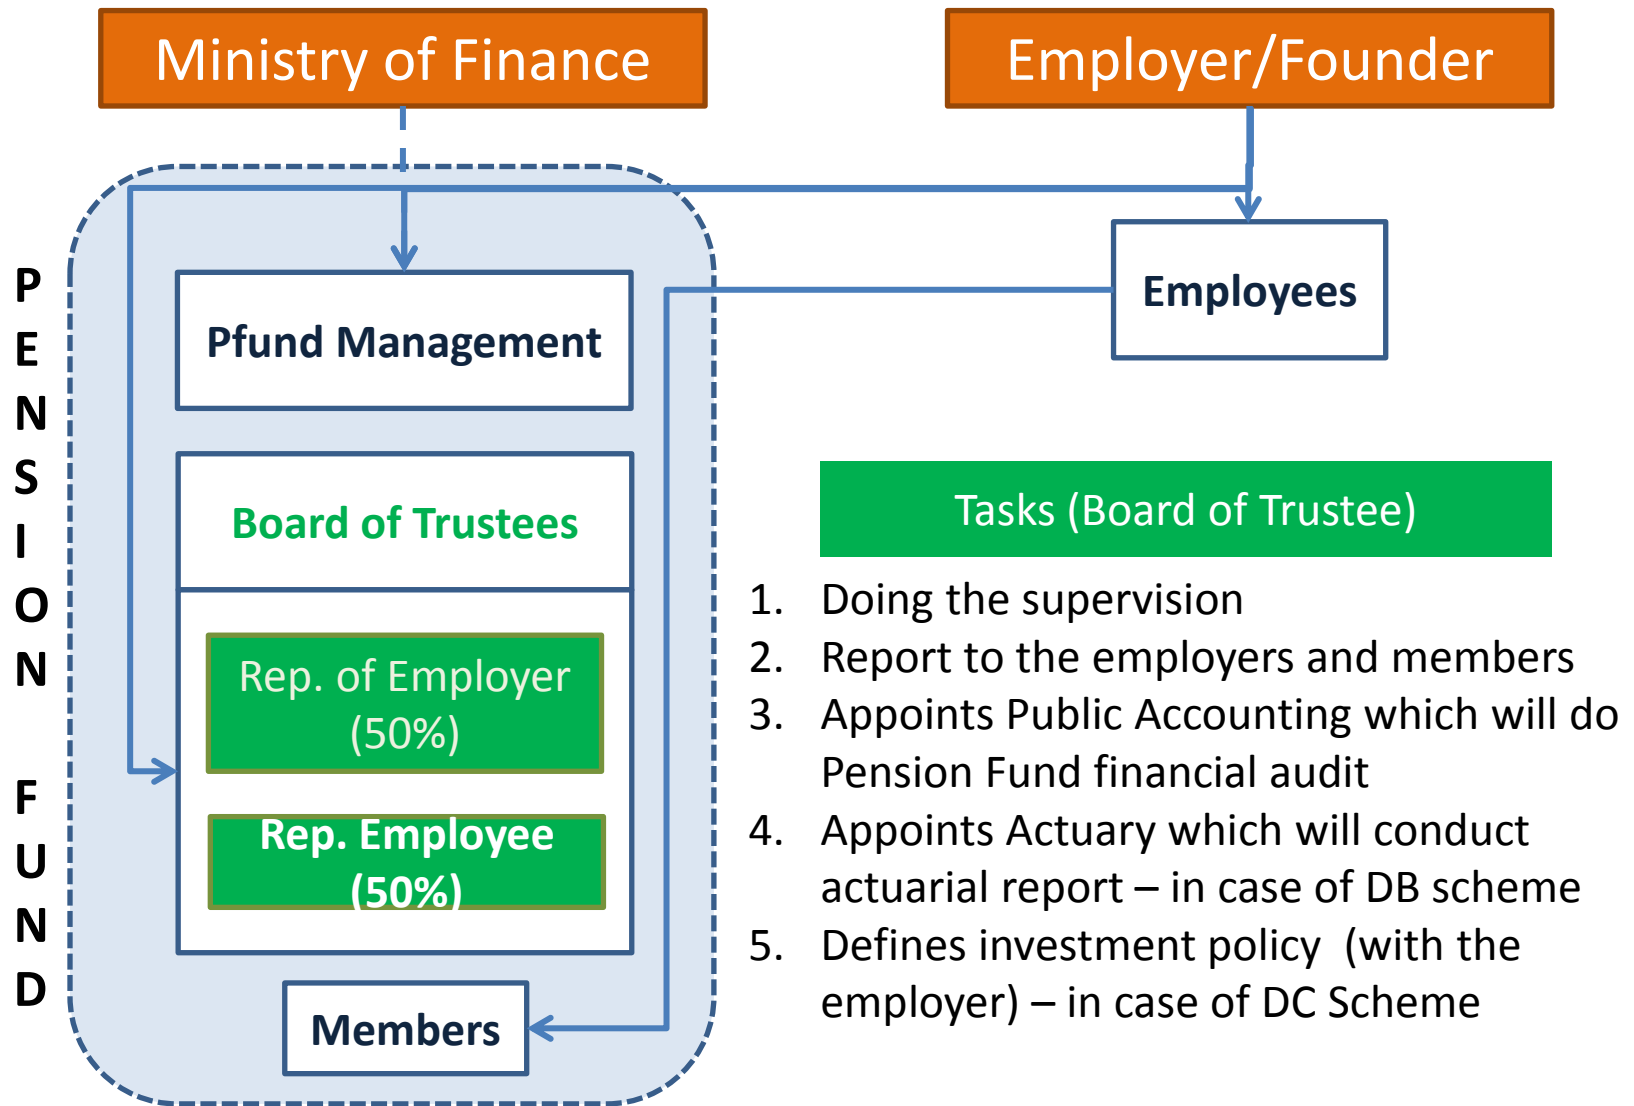 Ministry of Finance
Employer/Founder
PENSION FUND
Pfund Management
Employees
Board of Trustees
Rep. of Employer
(50%)
Rep. Employee
(50%)
Members
Tasks (Board of Trustee)
1. Doing the supervision
2. Report to the employers and members
3. Appoints Public Accounting which will do
Pension Fund financial audit
4. Appoints Actuary which will conduct
actuarial report – in case of DB scheme
5. Defines investment policy (with the
employer) – in case of DC Scheme